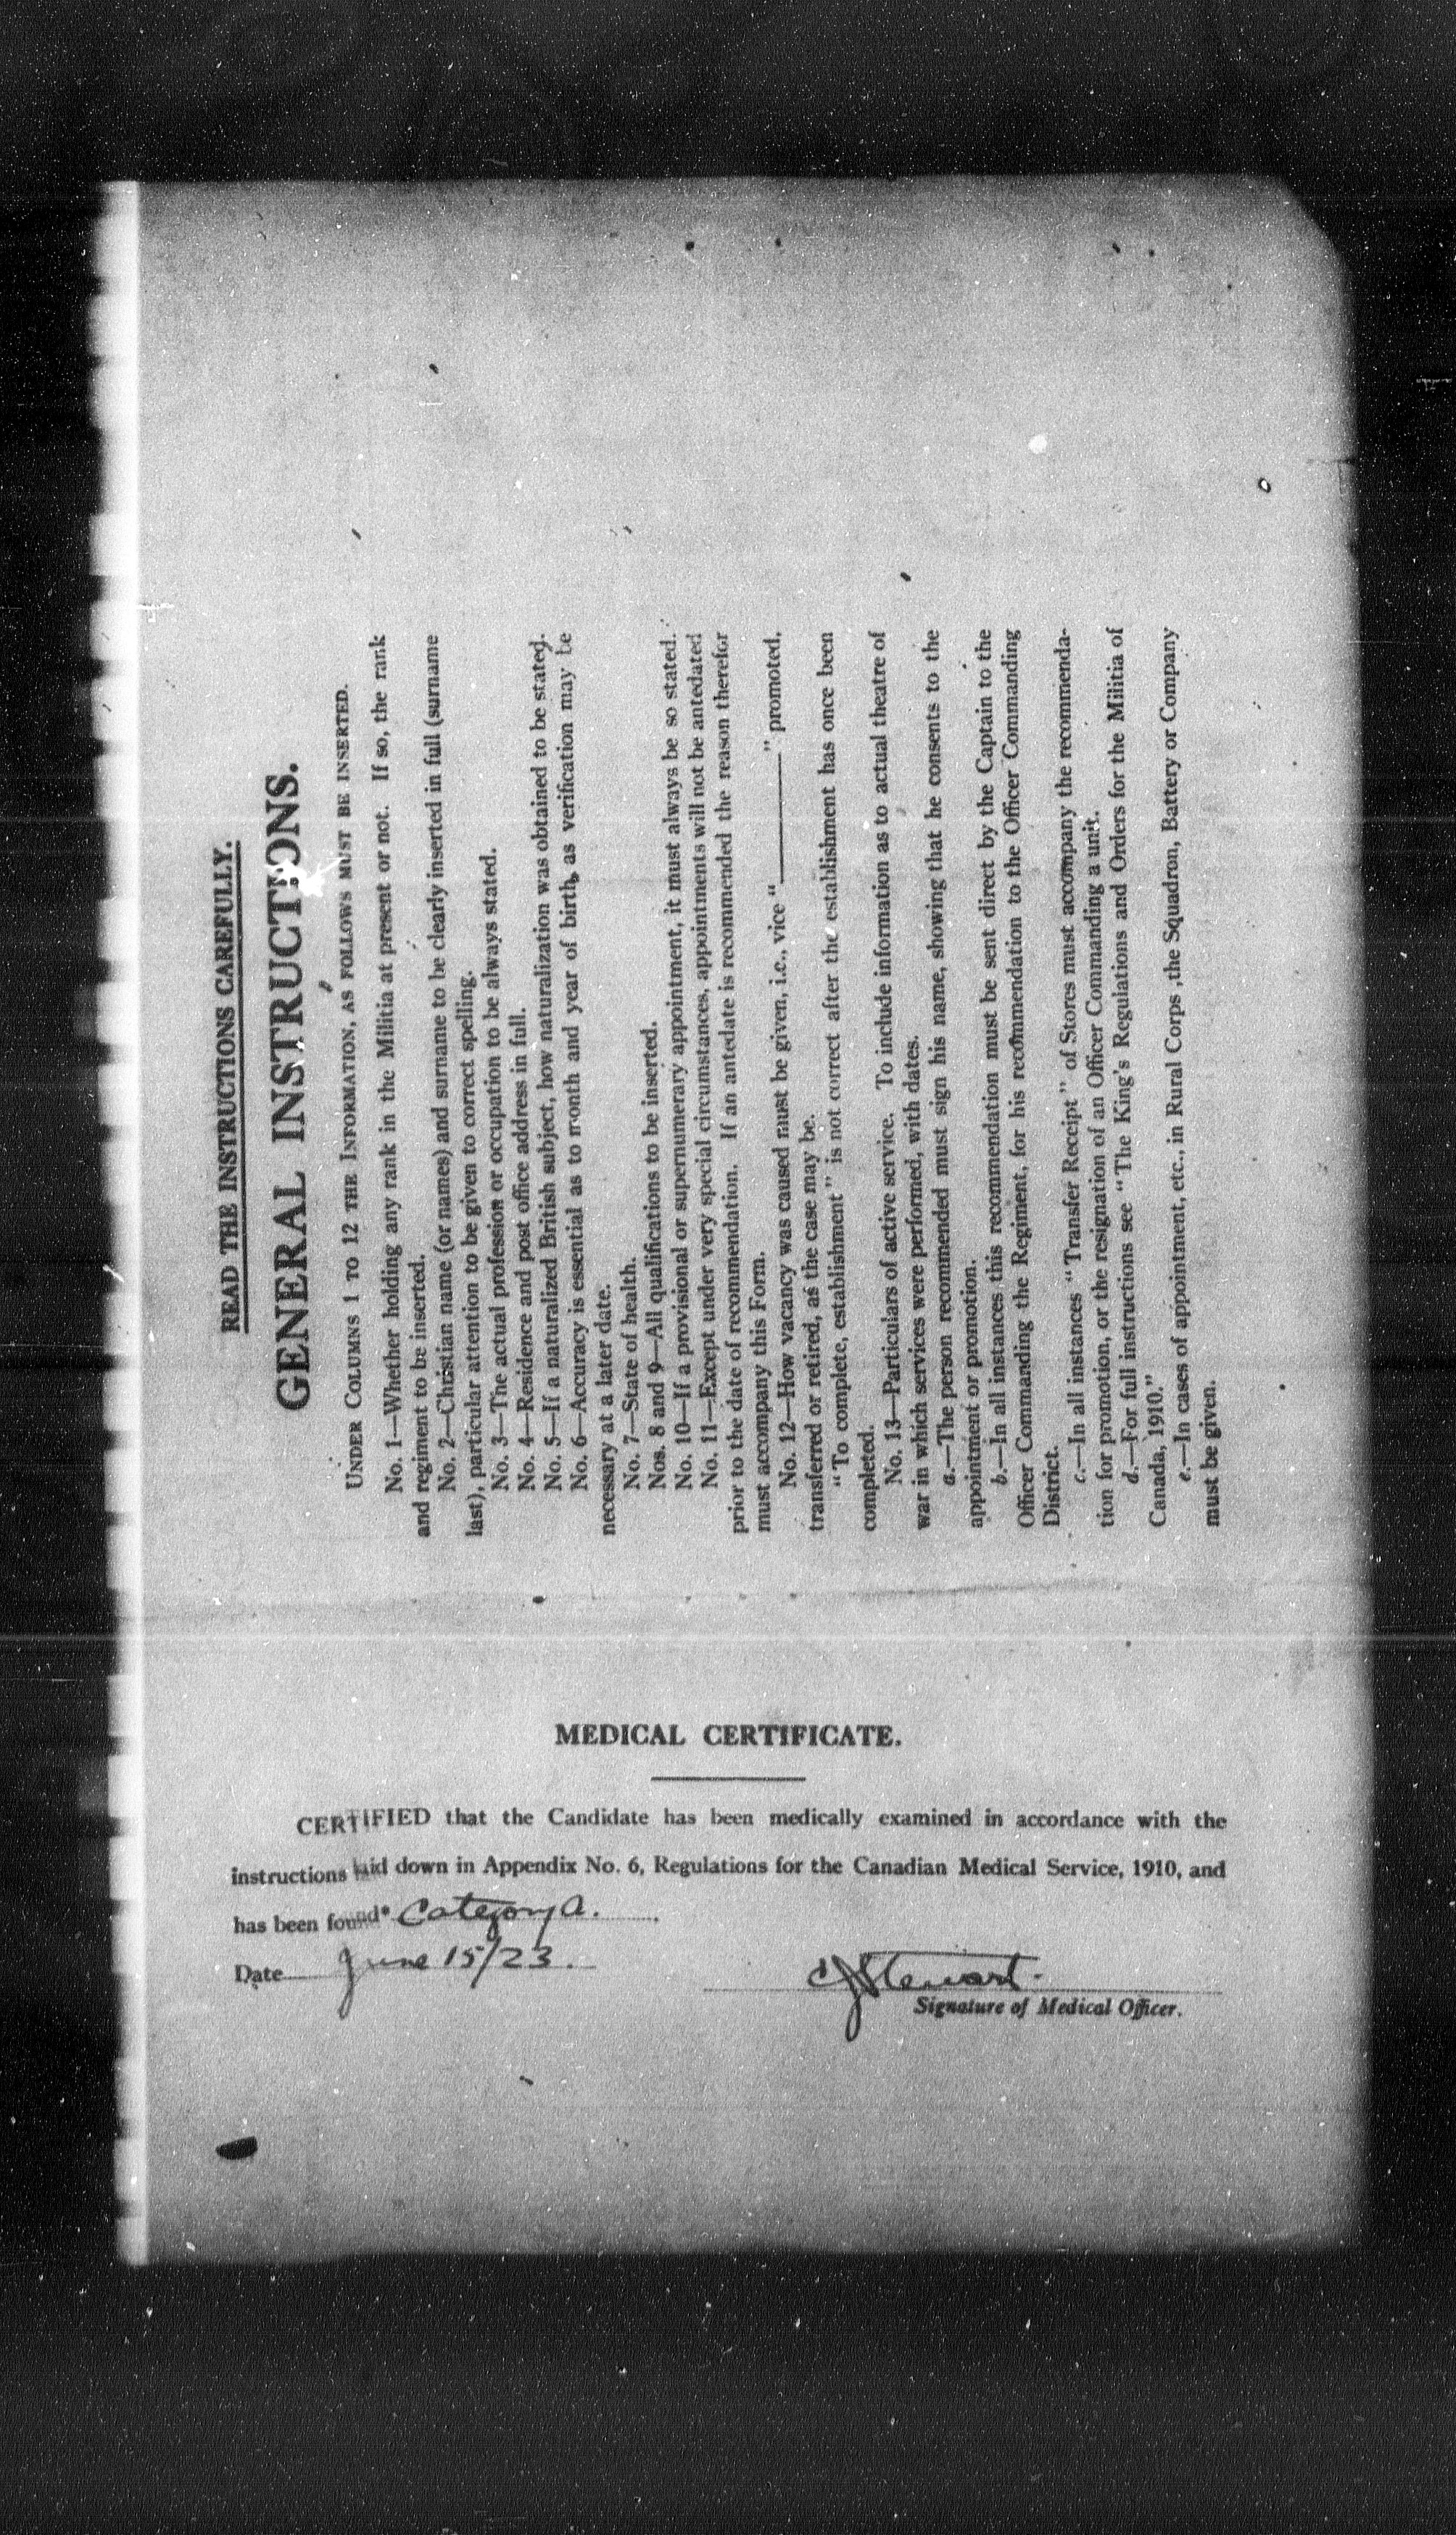 READ THE INSTRUCTIONS CAREFULLY.
GENERAL INSTRUCTIONS.
UNDER COLUMNS 1 TO 12 THE INFORMATION, AS FOLLOWS MUST BE INSERTED.
No. 1—Whether holding any rank in the Militia at present or not. If so, the rank
and regiment to be inserted.
No. 2—Christian name (or names) and surname to be clearly inserted in full (surname
last), particular attention to be given to correct spelling.
No. 3—The actual profession or occupation to be always stated.
No. 4—Residence and post office address in full.
No. 5—If a naturalized British subject, how naturalization was obtained to be stated.
No. 6—Accuracy is essential as to month and year of birth, as verification may be
necessary at a later date.
No. 7—State of health.
Nos. 8 and 9—All qualifications to be inserted.
No. 10—If a provisional or supernumerary appointment, it must always be so stated.
No. 11—Except under very special circumstances, appointments will not be antedated
prior to the date of recommendation. If an antedate is recommended the reason therefor
must accompany this Form.
No. 12—How vacancy was caused must be given, i.e., vice "————" promoted,
transferred or retired, as the case may be.
"To complete, establishment" is not correct after the establishment has once been
completed.
No. 13—Particulars of active service. To include information as to actual theatre of
war in which services were performed, with dates.
a.—The person recommended must sign his name, showing that he consents to the
appointment or promotion.
b.—In all instances this recommendation must be sent direct by the Captain to the
Officer Commanding the Regiment, for his recommendation to the Officer Commanding
District.
c.—In all instances "Transfer Receipt" of Stores must accompany the recommenda-
tion for promotion, or the resignation of an Officer Commanding a unit.
d.—For full instructions see "The King's Regulations and Orders for the Militia of
Canada, 1910."
e.—In cases of appointment, etc., in Rural Corps ,the Squadron, Battery or Company
must be given.
MEDICAL CERTIFICATE.
CERTIFIED that the Candidate has been medically examined in accordance with the
instructions laid down in Appendix No. 6, Regulations for the Canadian Medical Service, 1910, and
has been found* Category A.
Date June 15/23.
CJ Stewart.
Signature of Medical Officer.